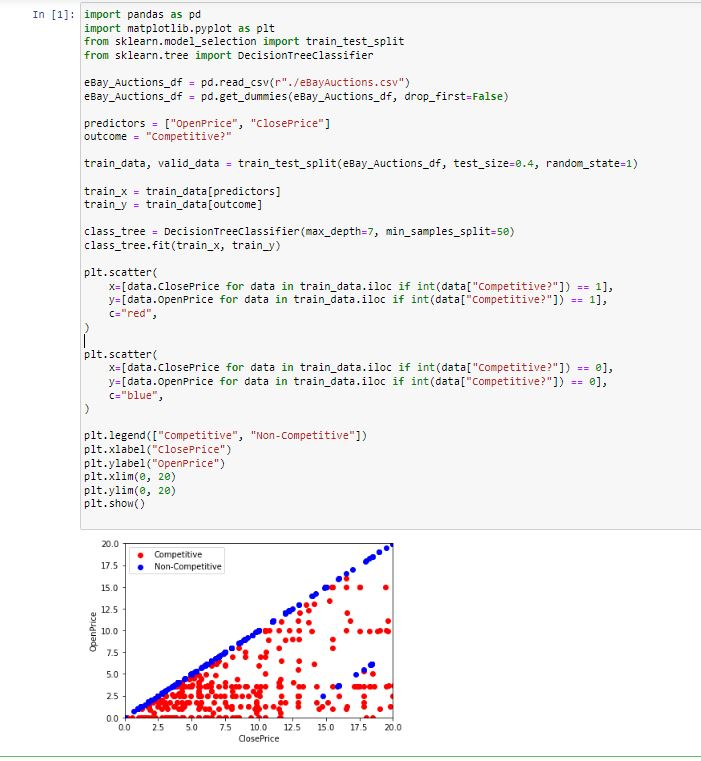 In [1]: import pandas as pd
import matplotlib.pyplot as plt
from sklearn.model_selection import train_test_split
from sklearn.tree import DecisionTreeClassifier
eBay_Auctions_df = pd.read_csv(r"./eBayAuctions.csv")
eBay_Auctions_df = pd.get_dummies(eBay_Auctions_df, drop_first=False)
predictors = ["OpenPrice", "ClosePrice"]
outcome = "Competitive?"
train_data, valid_data = train_test_split(eBay_Auctions_df, test_size=0.4, random_state=1)
train_x = train_data[predictors]
train_y = train_data[outcome]
class_tree = DecisionTreeClassifier(max_depth=7, min_samples_split=50)
class_tree.fit(train_x, train_y)
plt.scatter(
x=[data.ClosePrice for data in train_data.iloc if int(data["Competitive?"]) == 1],
y=[data.OpenPrice for data in train_data.iloc if int(data["Competitive?"]) == 1],
c="red",
)
plt.scatter(
x=[data.ClosePrice for data in train_data.iloc if int(data["Competitive?"]) == 0],
y=[data.OpenPrice for data in train_data.iloc if int(data["Competitive?"]) == 0],
c="blue",
)
plt.legend(["Competitive", "Non-Competitive"])
plt.xlabel("ClosePrice")
plt.ylabel("OpenPrice")
plt.xlim(0, 20)
plt.ylim(0, 20)
plt.show()
20.0
17.5
15.0
12.5
10.0
7.5
5.0
2.5
0.0
OpenPrice
Competitive
Non-Competitive
0.0 2.5 5.0 7.5 10.0 12.5 15.0 17.5 20.0
ClosePrice